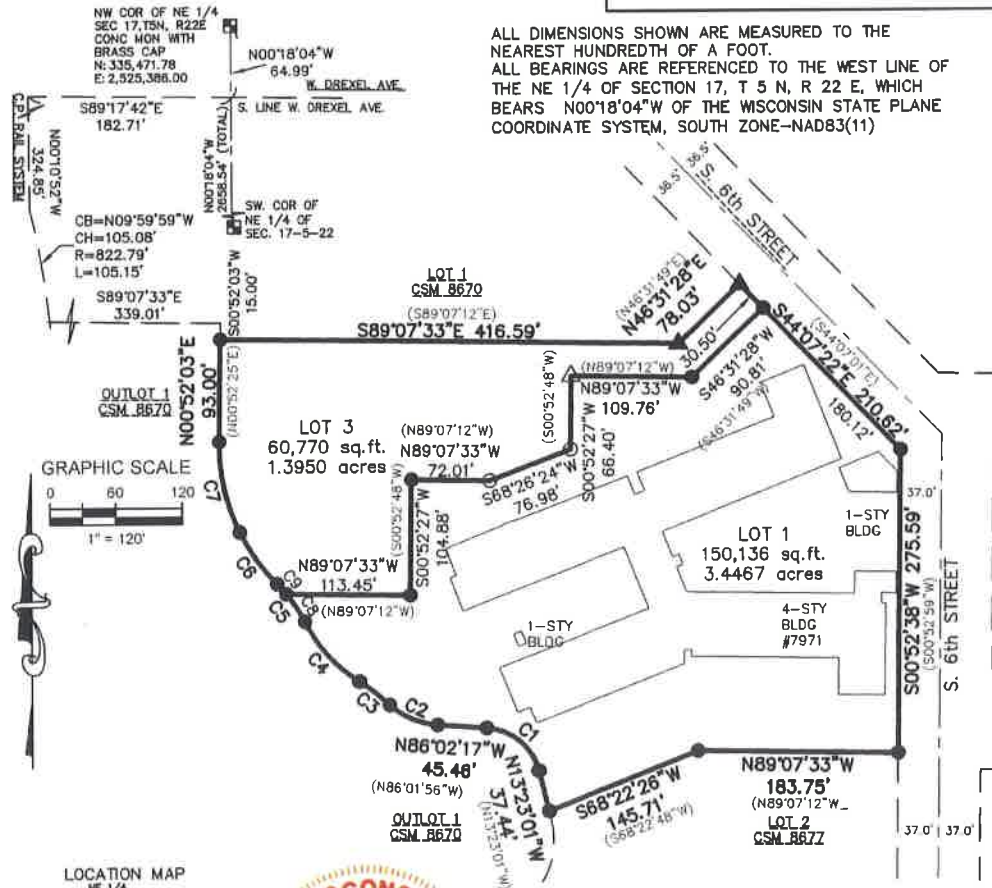 NW COR OF NE 1/4
SEC 17,T5N, R22E
CONC MON WITH
BRASS CAP
N: 335,471.78
E: 2,525,386.00
N00°18'04"W
64.99'
W. DREXEL AVE.
S89°17'42"E
182.71'
S. LINE W. DREXEL AVE.
C.P. RAIL SYSTEM
N00°10'52"W
324.85'
N00°18'04"W
2658.54' (TOTAL)
SW. COR OF
NE 1/4 OF
SEC. 17-5-22
CB=N09°59'59"W
CH=105.08'
R=822.79'
L=105.15'
S89°07'33"E
339.01'
S00°52'03"W
15.00'
ALL DIMENSIONS SHOWN ARE MEASURED TO THE
NEAREST HUNDREDTH OF A FOOT.
ALL BEARINGS ARE REFERENCED TO THE WEST LINE OF
THE NE 1/4 OF SECTION 17, T 5 N, R 22 E, WHICH
BEARS N00°18'04"W OF THE WISCONSIN STATE PLANE
COORDINATE SYSTEM, SOUTH ZONE-NAD83(11)
36.5'
36.5'
S. 6th STREET
LOT 1
CSM 8670
(S89°07'12"E)
S89°07'33"E 416.59'
(N46°31'49"E)
N46°31'28"E
78.03'
30.50'
S46°31'28"W
90.81'
(S46°31'49"W)
(S44°07'01"E)
S44°07'22"E 210.62'
180.12'
OUTLOT 1
CSM 8670
N00°52'03"E
93.00'
(N00°52'25"E)
(N89°07'12"W)
N89°07'33"W
109.76'
(S00°52'48"W)
S00°52'27"W
66.40'
LOT 3
60,770 sq.ft.
1.3950 acres
(N89°07'12"W)
N89°07'33"W
72.01'
S68°26'24"W
76.98'
(S00°52'48"W)
S00°52'27"W
104.88'
N89°07'33"W
113.45'
(N89°07'12"W)
GRAPHIC SCALE
0 60 120
1" = 120'
C7
C6
C9
C5
C8
C4
C3
C2
C1
1-STY
BLDG
37.0'
LOT 1
150,136 sq.ft.
3.4467 acres
4-STY
BLDG
#7971
1-STY
BLDG
S00°52'38"W 275.59'
(S00°52'59"W)
S. 6th STREET
N86°02'17"W
45.46'
(N86°01'56"W)
N13°23'01"W
37.44'
(N13°23'01"W)
S68°22'26"W
145.71'
(S68°22'48"W)
N89°07'33"W
183.75'
(N89°07'12"W_
LOT 2
CSM 8677
37.0'
37.0'
OUTLOT 1
CSM 8670
LOCATION MAP
NE 1/4